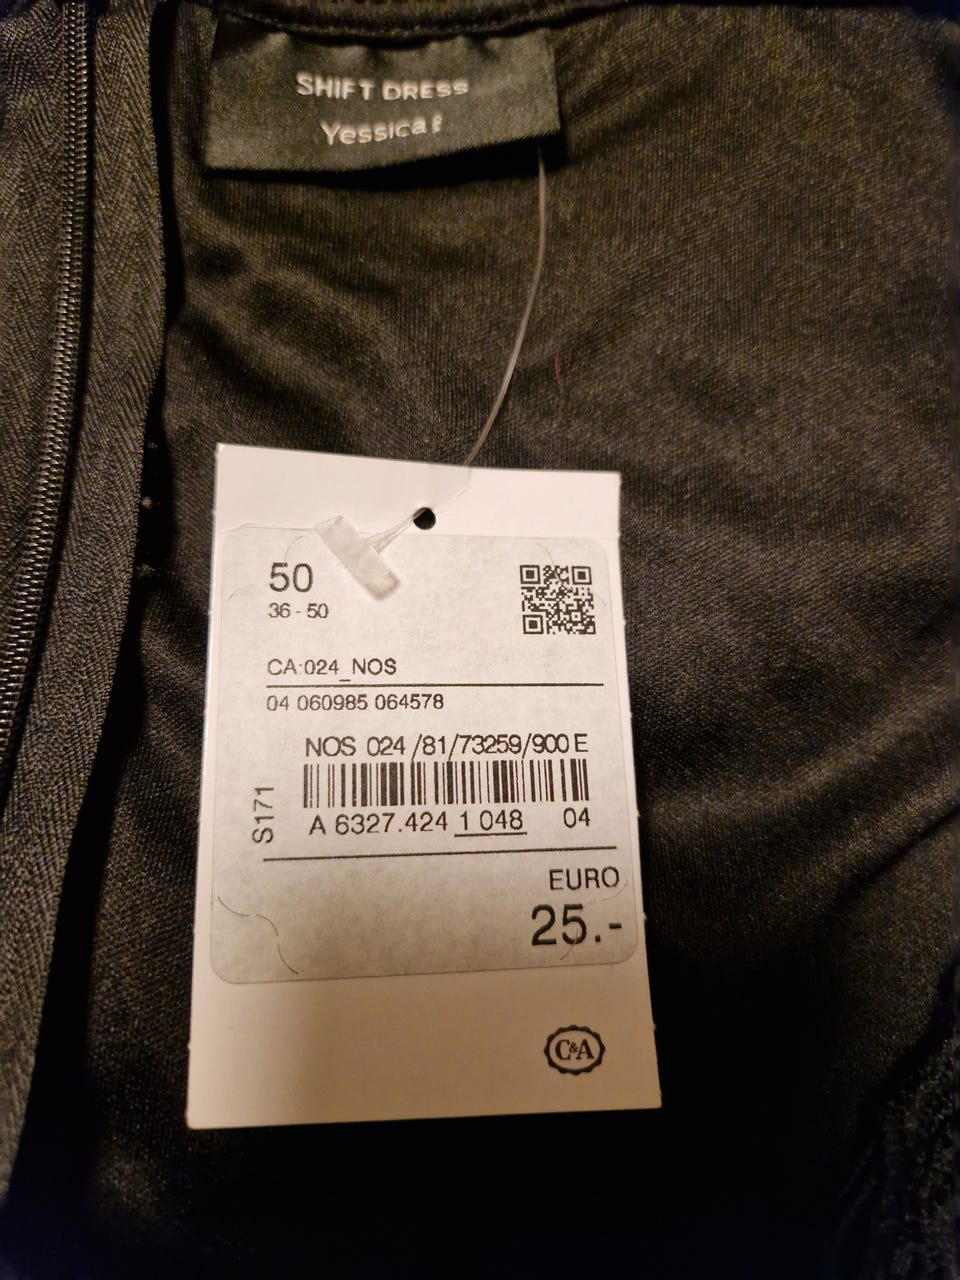 SHIFT DRESS
Yessica
50
36 - 50
CA:024_NOS
04 060985 064578
NOS 024 /81/73259/900 E
S171
A 6327.424 1 048 04
EURO
25.-
C&A